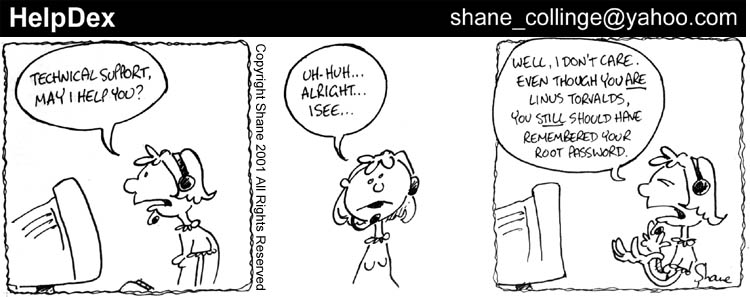 HelpDex
shane_collinge@yahoo.com
TECHNICAL SUPPORT,
MAY I HELP YOU?
Copyright Shane 2001 All Rights Reserved
UH-HUH...
ALRIGHT...
I SEE...
WELL, I DON'T CARE.
EVEN THOUGH YOU ARE
LINUS TORVALDS,
YOU STILL SHOULD HAVE
REMEMBERED YOUR
ROOT PASSWORD.
Shane